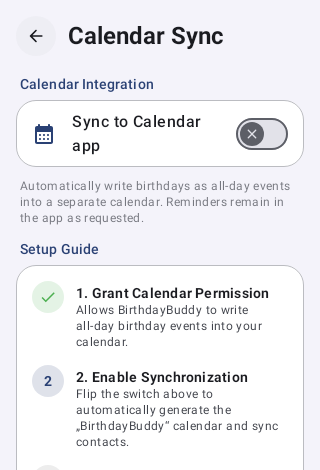 Calendar Sync
Calendar Integration
Sync to Calendar
app
Automatically write birthdays as all-day events
into a separate calendar. Reminders remain in
the app as requested.
Setup Guide
1. Grant Calendar Permission
Allows BirthdayBuddy to write
all-day birthday events into your
calendar.
2
2. Enable Synchronization
Flip the switch above to
automatically generate the
„BirthdayBuddy“ calendar and sync
contacts.